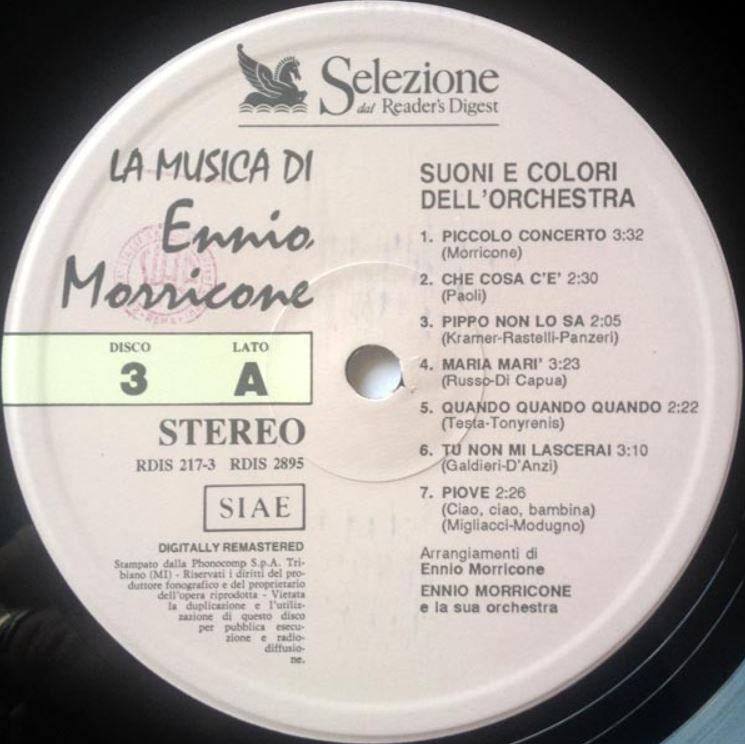 Selezione
dal Reader's Digest
LA MUSICA DI
Ennio
Morricone
DISCO LATO
3 A
STEREO
RDIS 217-3 RDIS 2895
SIAE
DIGITALLY REMASTERED
Stampato dalla Phonocomp S.p.A. Tri-
biano (MI) - Riservati i diritti del pro-
duttore fonografico e del proprietario
dell'opera riprodotta - Vietata
la duplicazione e l'utiliz-
zazione di questo disco
per pubblica esecu-
zione e radio-
diffusio-
ne.
SUONI E COLORI
DELL'ORCHESTRA
1. PICCOLO CONCERTO 3:32
(Morricone)
2. CHE COSA C'E' 2:30
(Paoli)
3. PIPPO NON LO SA 2:05
(Kramer-Rastelli-Panzeri)
4. MARIA MARI' 3:23
(Russo-Di Capua)
5. QUANDO QUANDO QUANDO 2:22
(Testa-Tonyrenis)
6. TU NON MI LASCERAI 3:10
(Galdieri-D'Anzi)
7. PIOVE 2:26
(Ciao, ciao, bambina)
(Migliacci-Modugno)
Arrangiamenti di
Ennio Morricone
ENNIO MORRICONE
e la sua orchestra